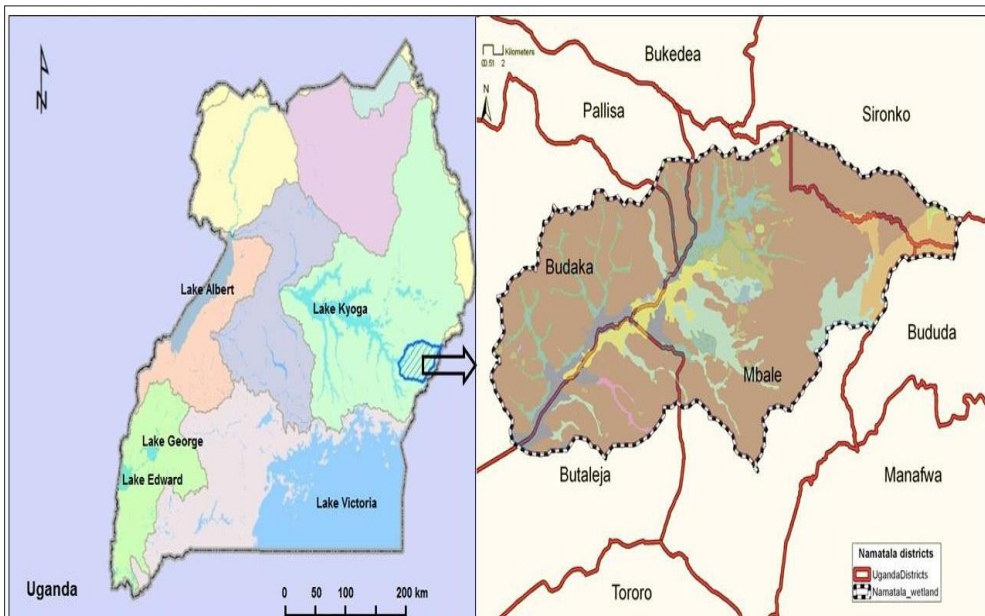 N
Lake Albert
Lake Kyoga
Lake George
Lake Edward
Lake Victoria
Uganda
0 50 100 200 km
Kilometers
2
N
Bukedea
Pallisa
Sironko
Budaka
Bududa
Mbale
Butaleja
Manafwa
Tororo
Namatala districts
UgandaDistricts
Namatala_wetland